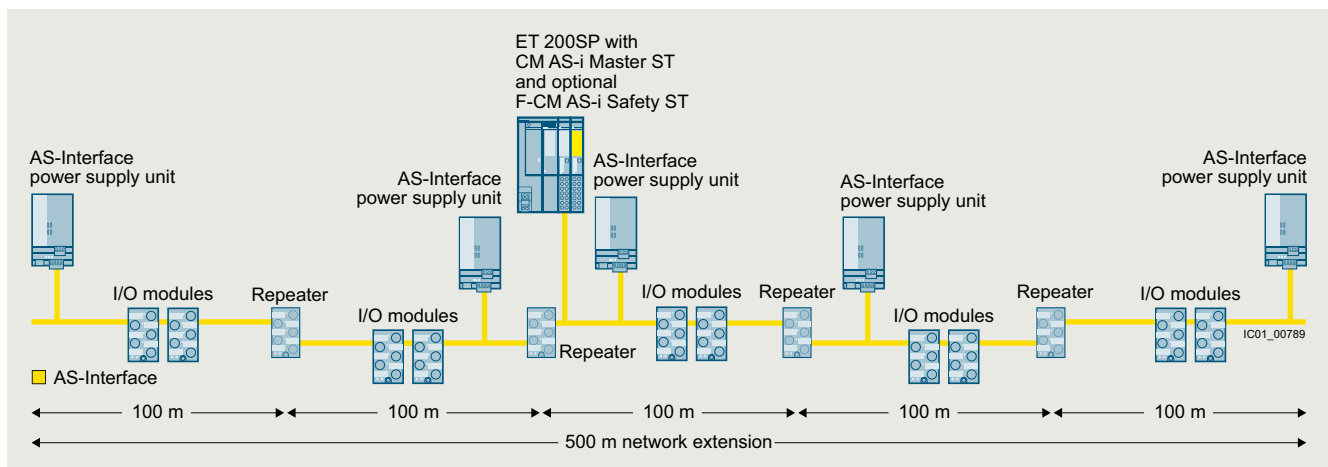 ET 200SP with
CM AS-i Master ST
and optional
F-CM AS-i Safety ST
AS-Interface
power supply unit
AS-Interface
power supply unit
AS-Interface
power supply unit
AS-Interface
power supply unit
AS-Interface
power supply unit
I/O modules
Repeater
I/O modules
Repeater
I/O modules
Repeater
I/O modules
Repeater
I/O modules
IC01_00789
AS-Interface
100 m
100 m
100 m
100 m
100 m
500 m network extension